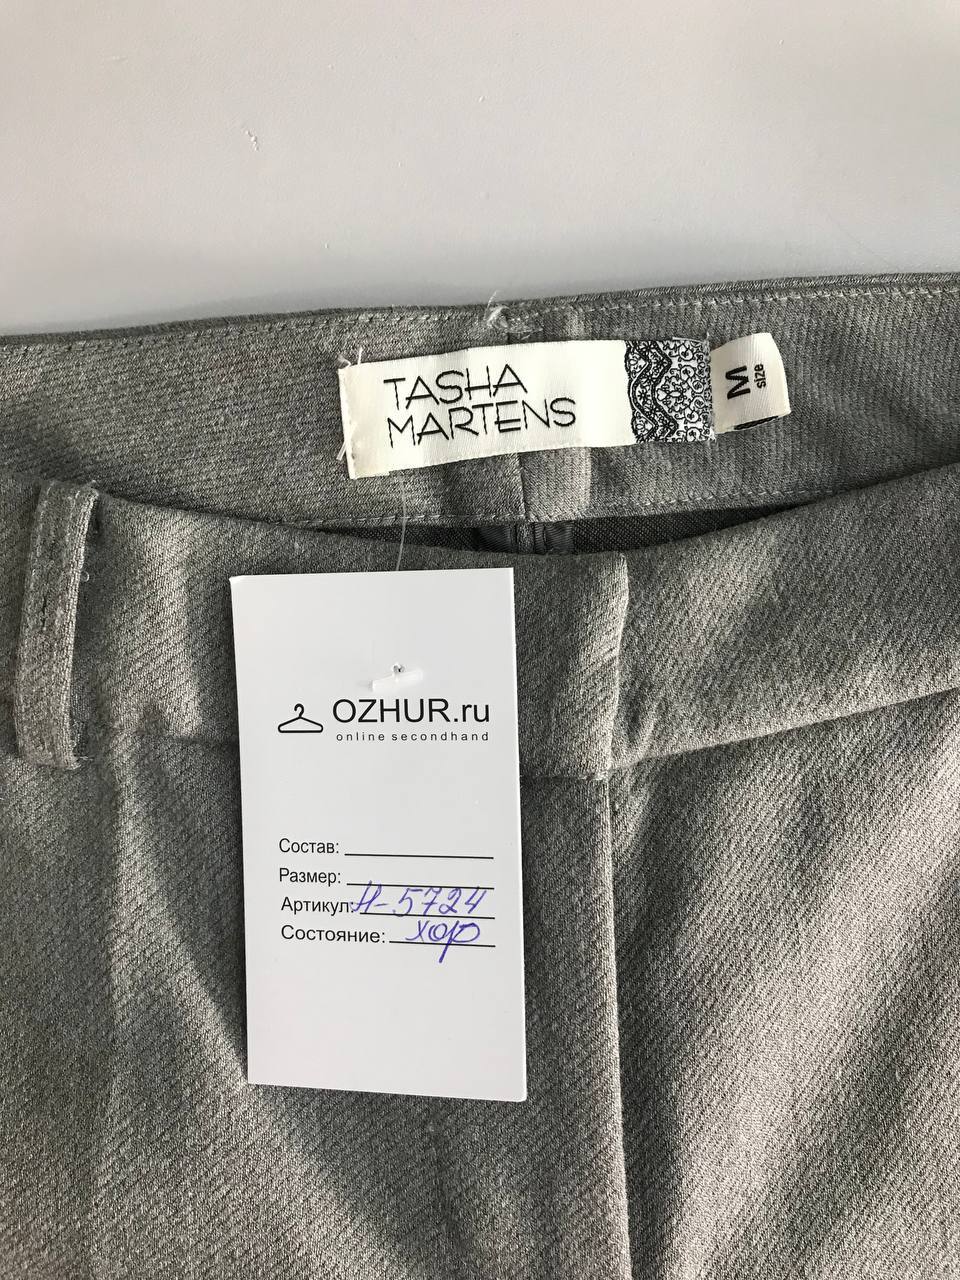 TASHA
MARTENS
M
size
OZHUR.ru
online secondhand
Состав:
Размер:
Артикул: Н-5724
Состояние: хор